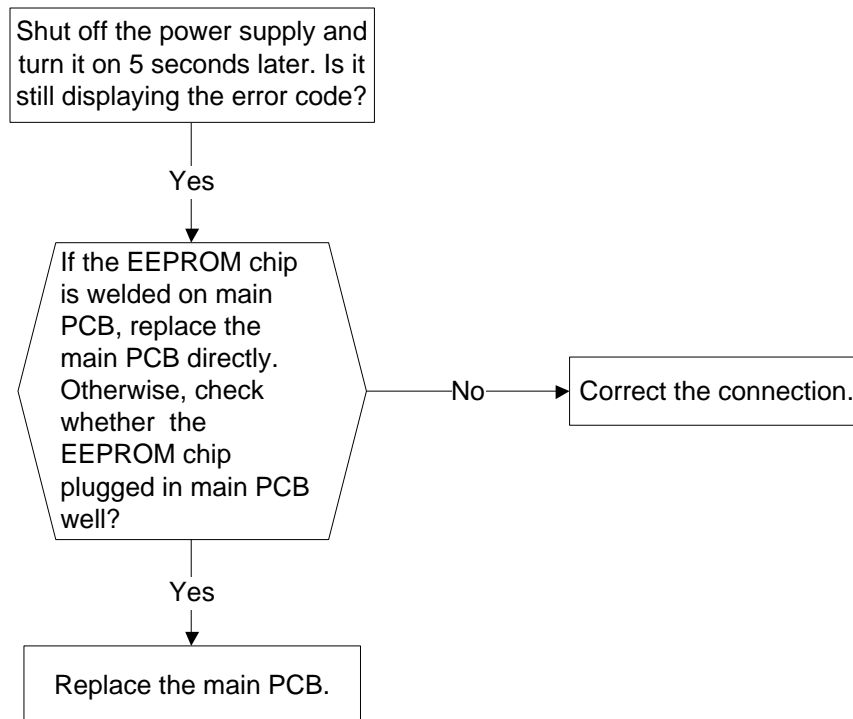 Shut off the power supply and
turn it on 5 seconds later. Is it
still displaying the error code?
Yes
If the EEPROM chip
is welded on main
PCB, replace the
main PCB directly.
Otherwise, check
whether the
EEPROM chip
plugged in main PCB
well?
No
Correct the connection.
Yes
Replace the main PCB.